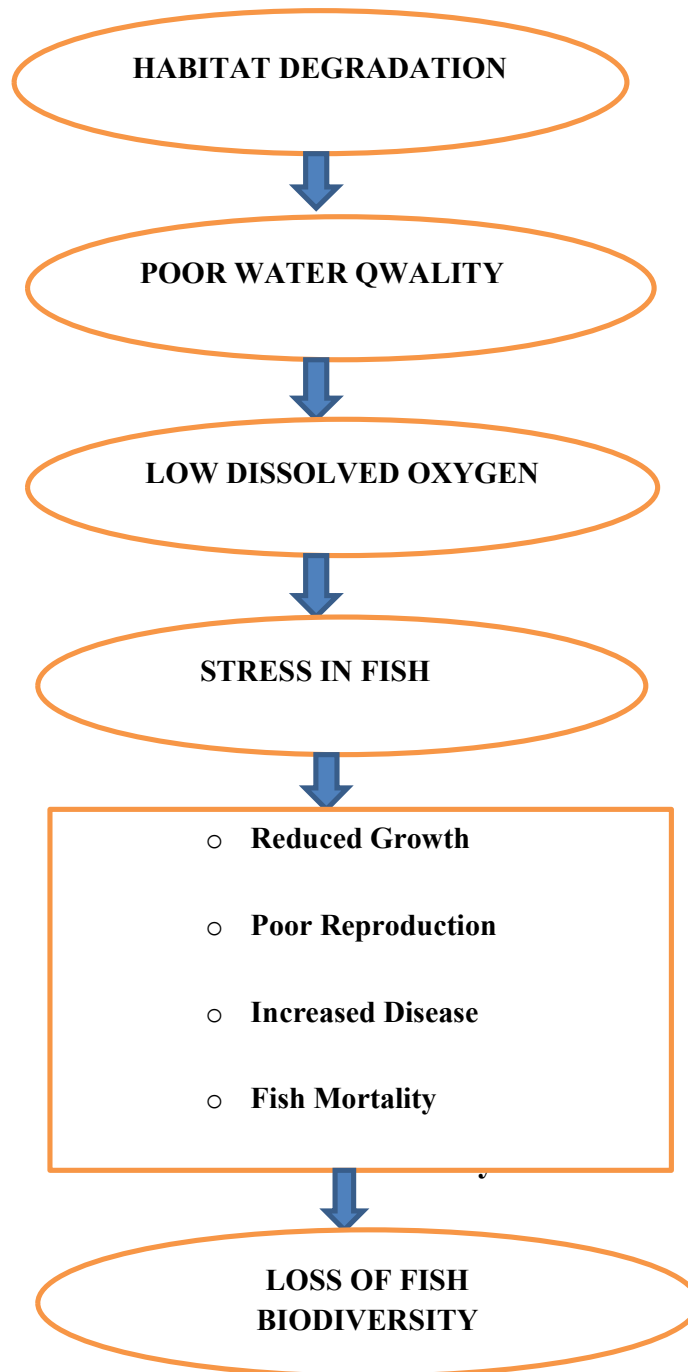 HABITAT DEGRADATION
POOR WATER QWALITY
LOW DISSOLVED OXYGEN
STRESS IN FISH
o Reduced Growth
o Poor Reproduction
o Increased Disease
o Fish Mortality
LOSS OF FISH
BIODIVERSITY